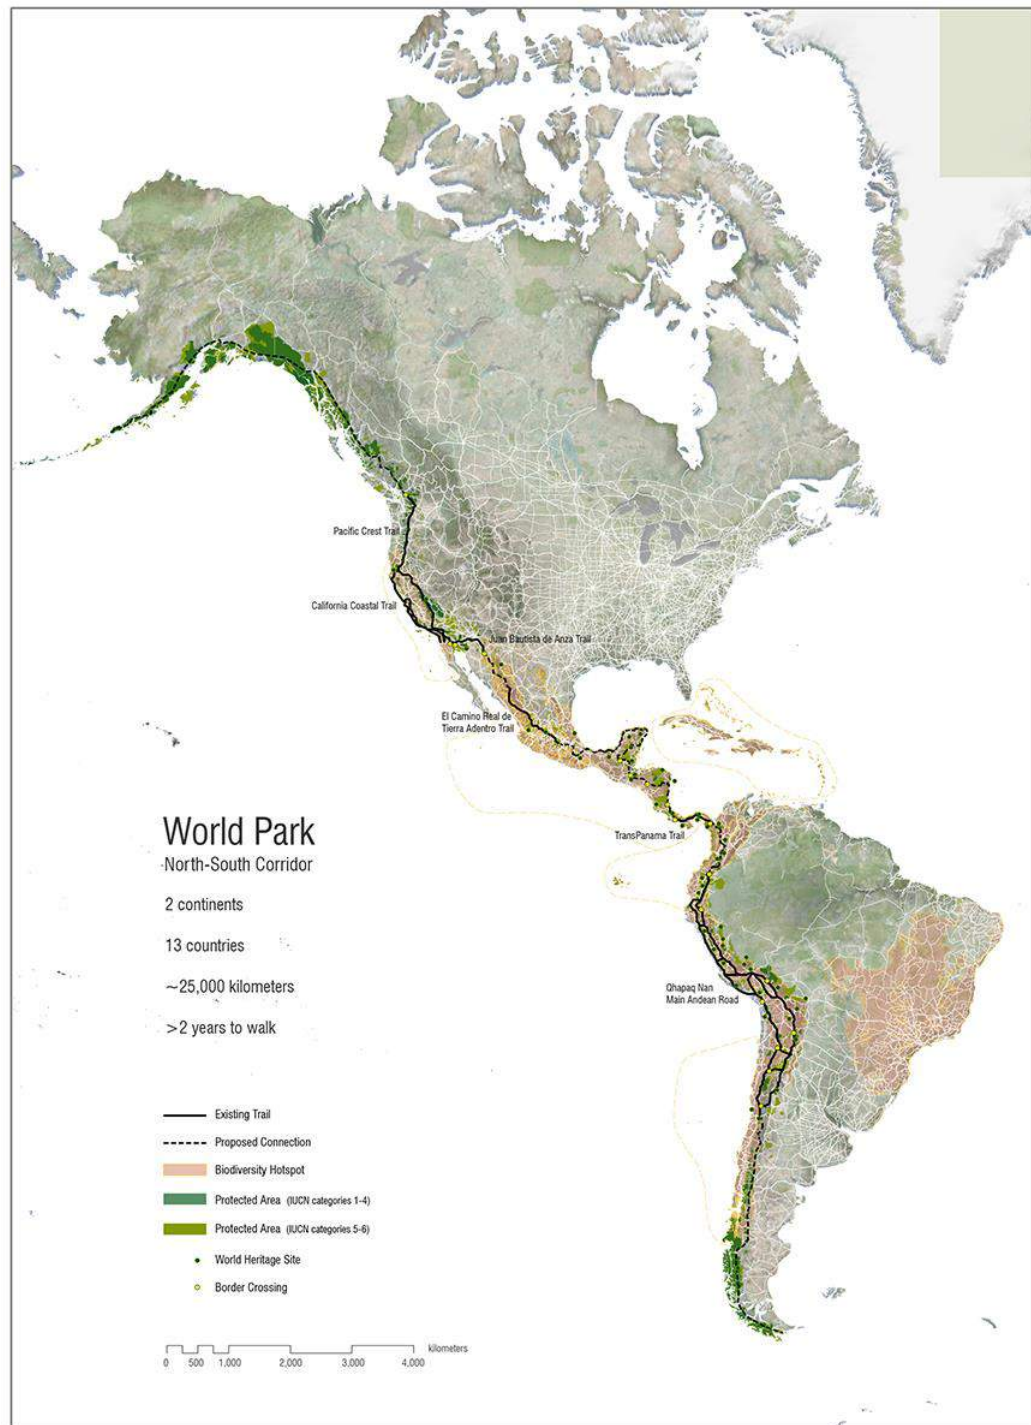 Pacific Crest Trail
California Coastal Trail
Juan Bautista de Anza Trail
El Camino Real de
Tierra Adentro Trail
TransPanama Trail
Qhapaq Nan
Main Andean Road
World Park
North-South Corridor
2 continents
13 countries
~25,000 kilometers
>2 years to walk
Existing Trail
Proposed Connection
Biodiversity Hotspot
Protected Area (IUCN categories 1-4)
Protected Area (IUCN categories 5-6)
World Heritage Site
Border Crossing
kilometers
0 500 1,000 2,000 3,000 4,000